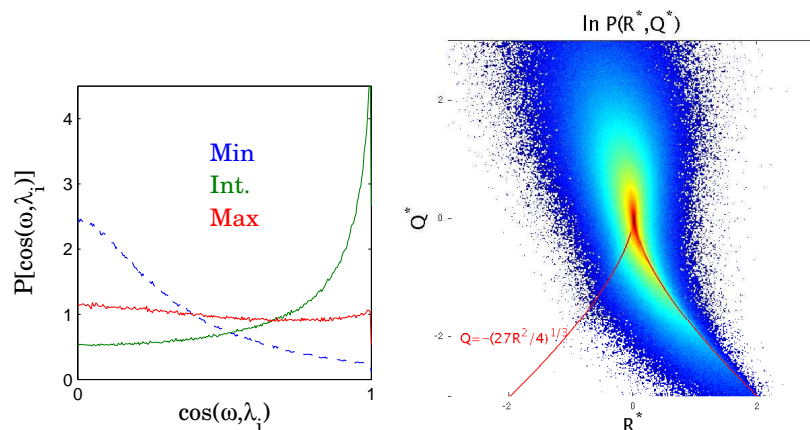 P[cos(ω,λi)]
4
3
2
1
0
Min
Int.
Max
0
1
cos(ω,λi)
ln P(R*,Q*)
Q*
2
0
-2
Q=-(27R²/4)^1/3
-2
0
2
R*